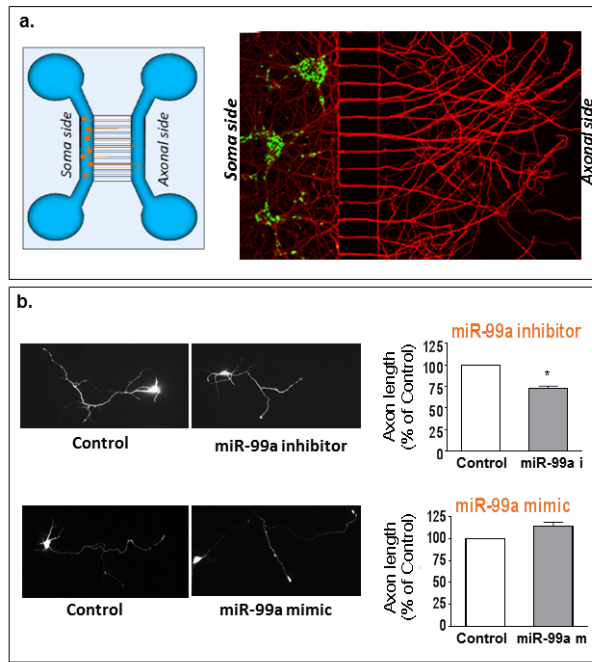 a.
Soma side
Axonal side
Soma side
Axonal side
b.
Control
miR-99a inhibitor
miR-99a inhibitor
Axon length
(% of Control)
125
100
75
50
25
0
Control
miR-99a i
Control
miR-99a mimic
miR-99a mimic
Axon length
(% of Control)
125
100
75
50
25
0
Control
miR-99a m
*